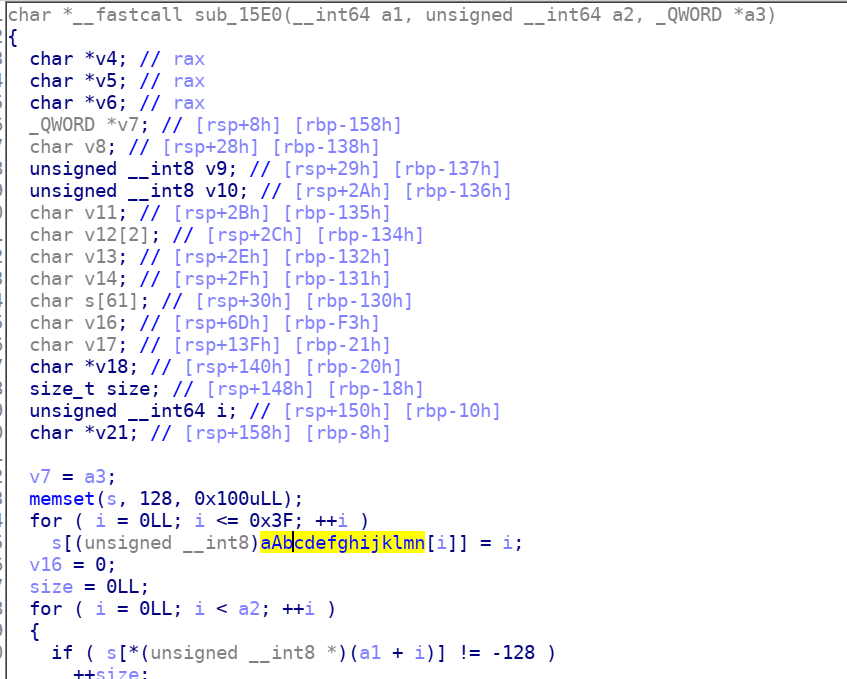 char *__fastcall sub_15E0(__int64 a1, unsigned __int64 a2, _QWORD *a3)
{
  char *v4; // rax
  char *v5; // rax
  char *v6; // rax
  _QWORD *v7; // [rsp+8h] [rbp-158h]
  char v8; // [rsp+28h] [rbp-138h]
  unsigned __int8 v9; // [rsp+29h] [rbp-137h]
  unsigned __int8 v10; // [rsp+2Ah] [rbp-136h]
  char v11; // [rsp+2Bh] [rbp-135h]
  char v12[2]; // [rsp+2Ch] [rbp-134h]
  char v13; // [rsp+2Eh] [rbp-132h]
  char v14; // [rsp+2Fh] [rbp-131h]
  char s[61]; // [rsp+30h] [rbp-130h]
  char v16; // [rsp+6Dh] [rbp-F3h]
  char v17; // [rsp+13Fh] [rbp-21h]
  char *v18; // [rsp+140h] [rbp-20h]
  size_t size; // [rsp+148h] [rbp-18h]
  unsigned __int64 i; // [rsp+150h] [rbp-10h]
  char *v21; // [rsp+158h] [rbp-8h]

  v7 = a3;
  memset(s, 128, 0x100uLL);
  for ( i = 0LL; i <= 0x3F; ++i )
    s[(unsigned __int8)aAbcdefghijklmn[i]] = i;
  v16 = 0;
  size = 0LL;
  for ( i = 0LL; i < a2; ++i )
  {
    if ( s[*(unsigned __int8 *)(a1 + i)] != -128 )
      ++size;